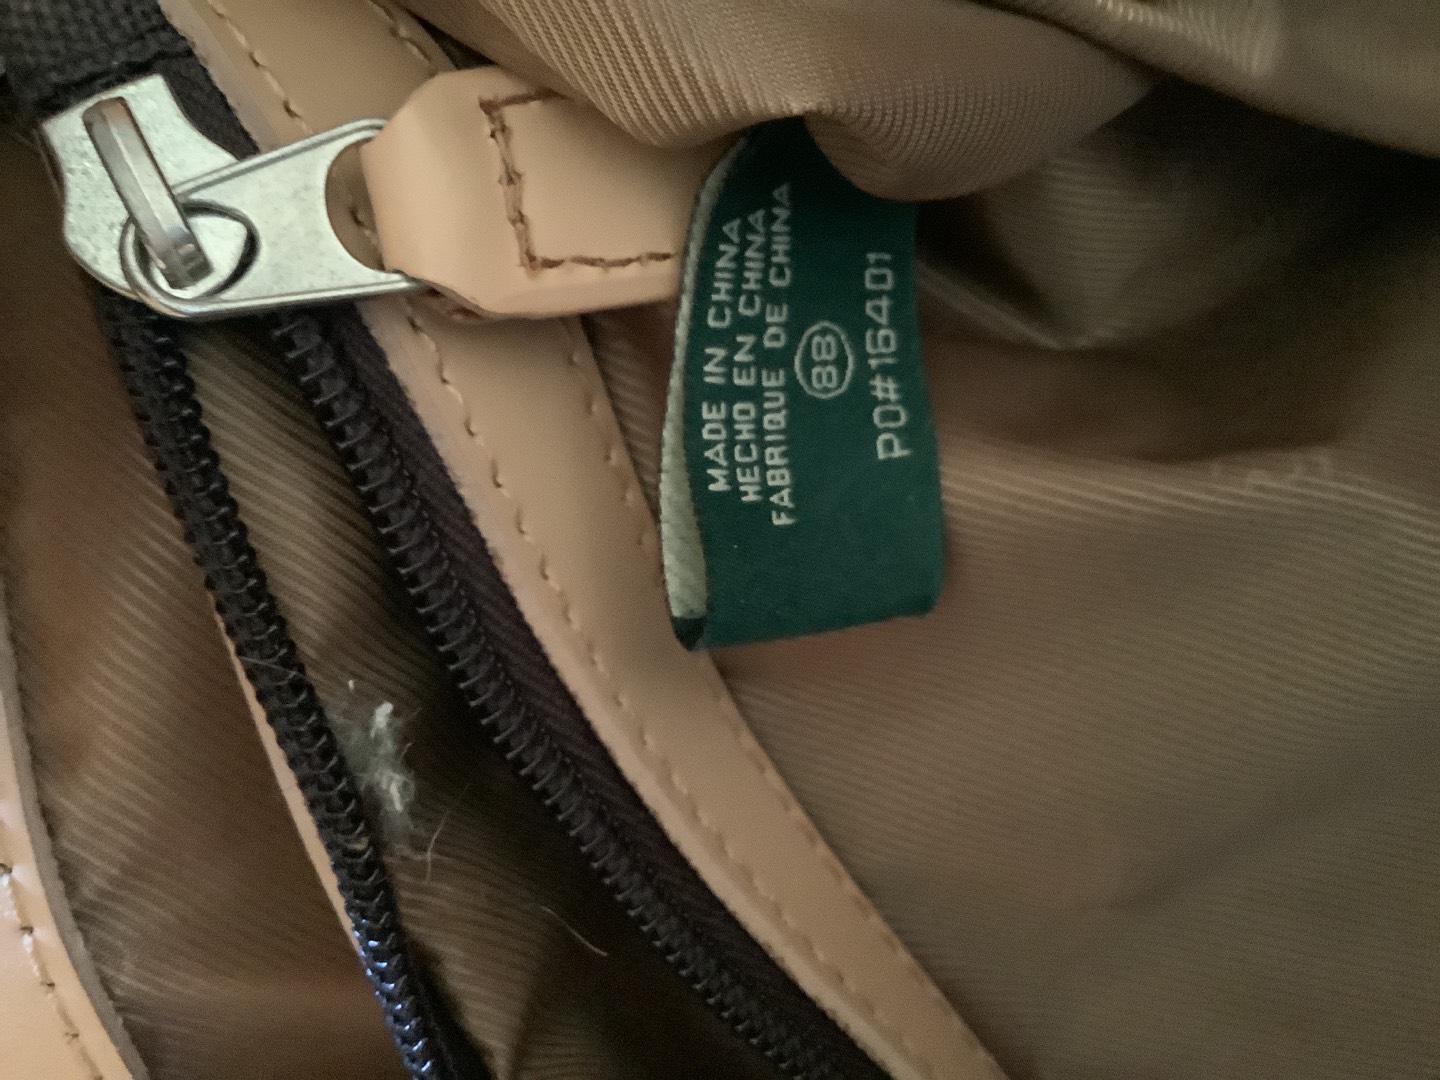 MADE IN CHINA
HECHO EN CHINA
FABRIQUE DE CHINA
88
PO#16401